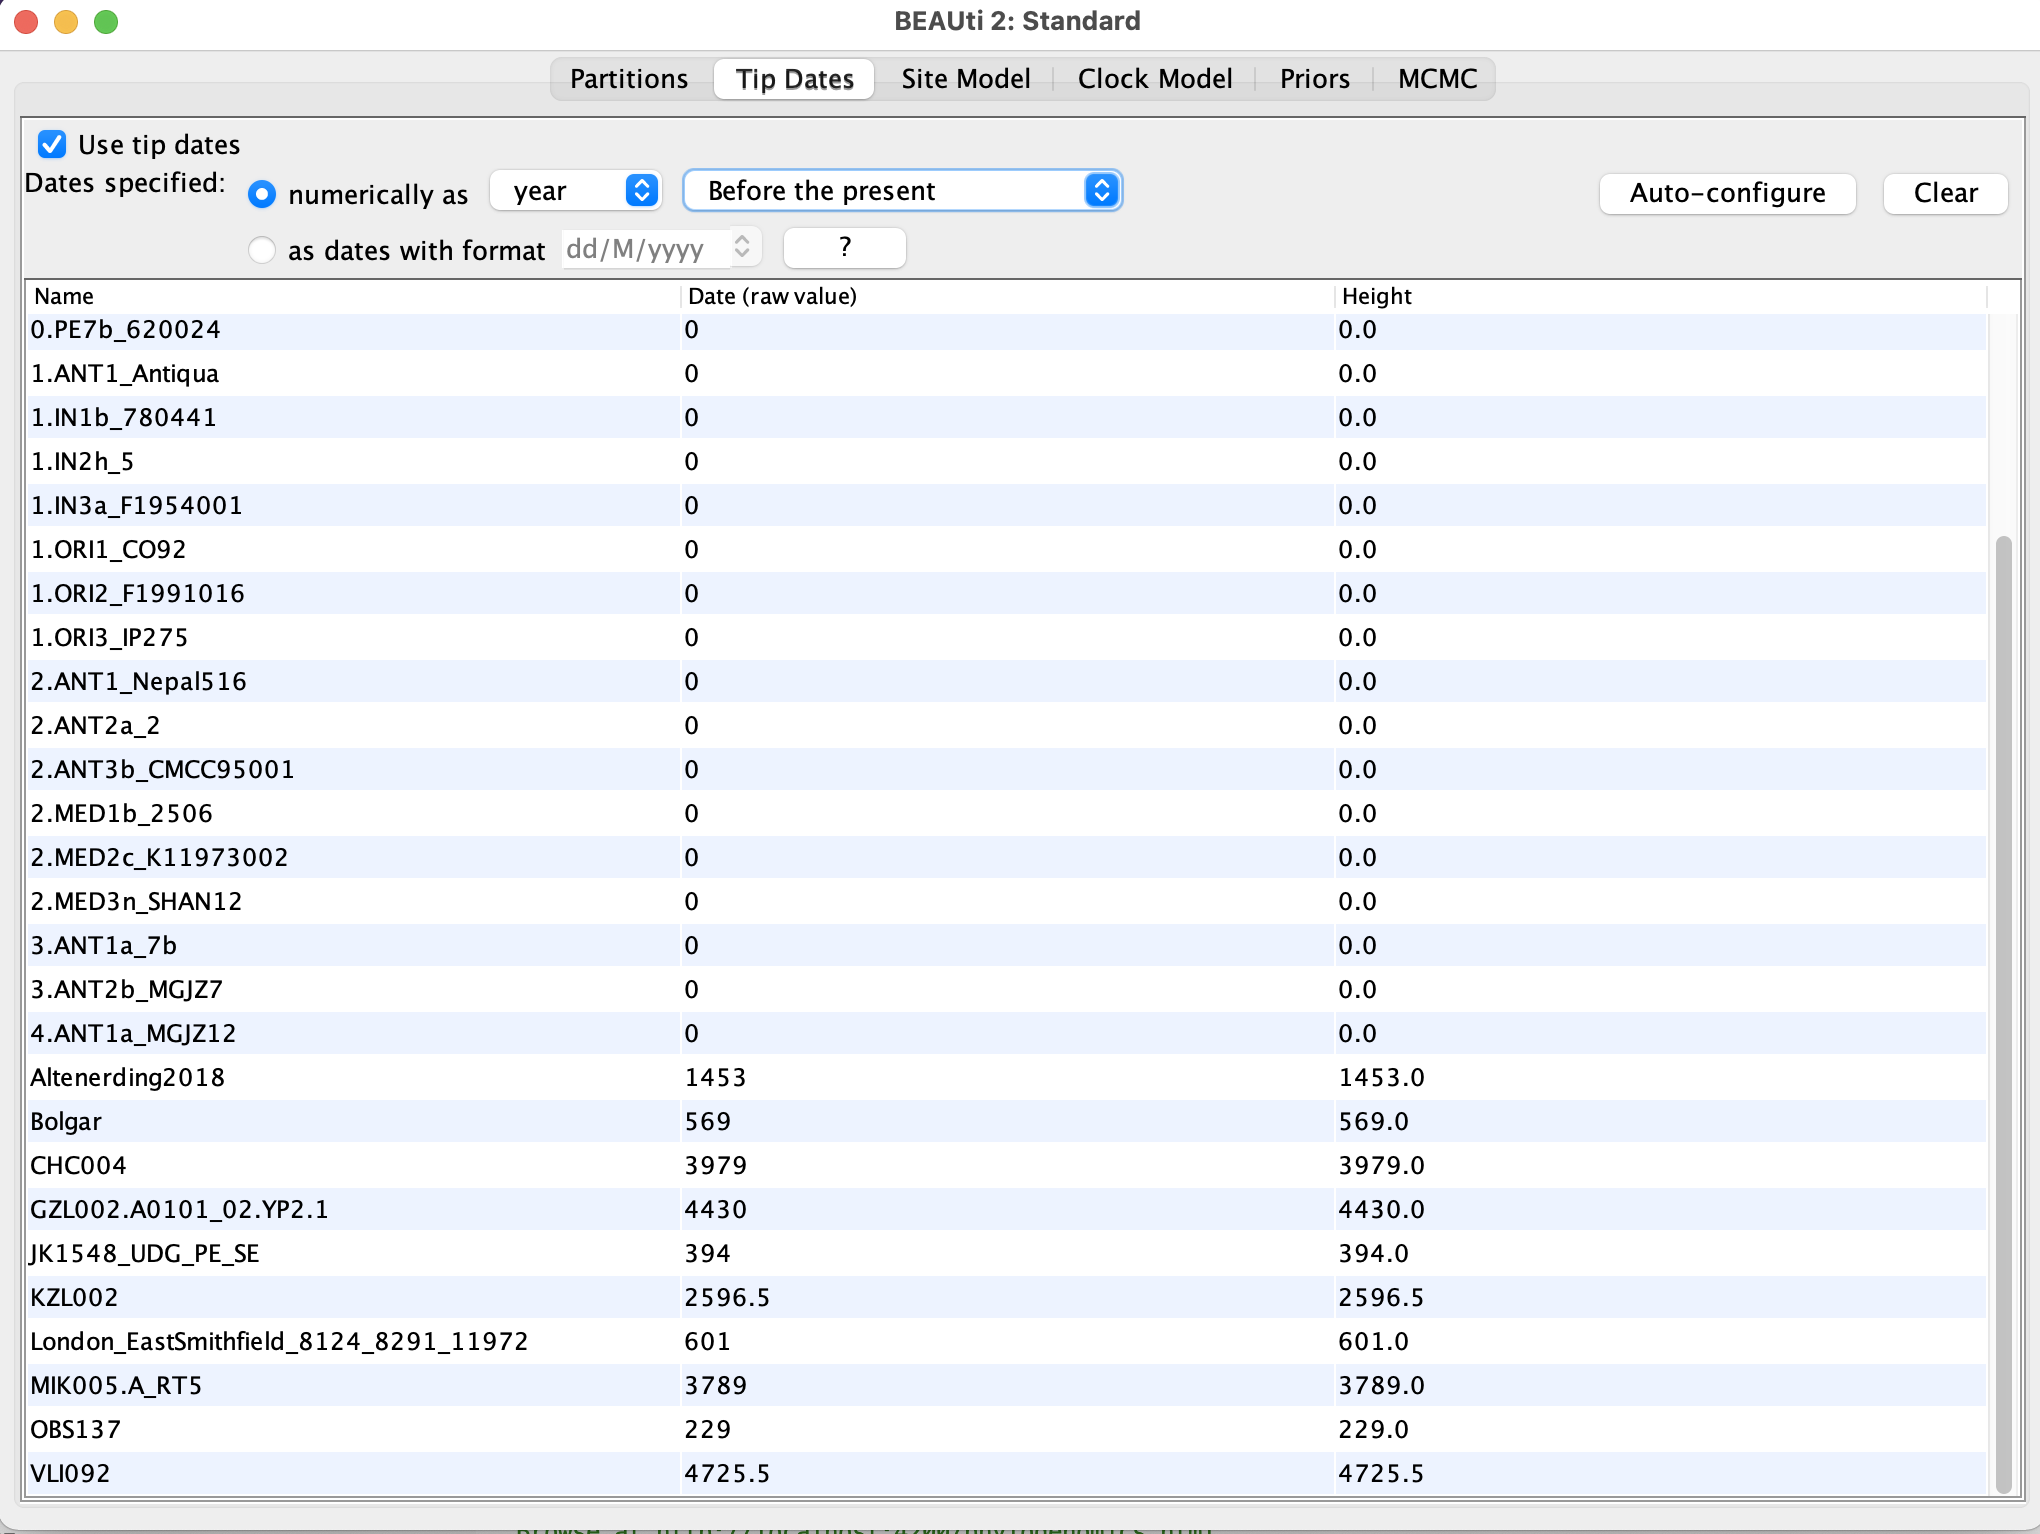 BEAUti 2: Standard
Partitions Tip Dates Site Model Clock Model Priors MCMC
Use tip dates
Dates specified: numerically as year Before the present Auto-configure Clear
as dates with format dd/M/yyyy ?
Name Date (raw value) Height
0.PE7b_620024 0 0.0
1.ANT1_Antiqua 0 0.0
1.IN1b_780441 0 0.0
1.IN2h_5 0 0.0
1.IN3a_F1954001 0 0.0
1.ORI1_CO92 0 0.0
1.ORI2_F1991016 0 0.0
1.ORI3_IP275 0 0.0
2.ANT1_Nepal516 0 0.0
2.ANT2a_2 0 0.0
2.ANT3b_CMCC95001 0 0.0
2.MED1b_2506 0 0.0
2.MED2c_K11973002 0 0.0
2.MED3n_SHAN12 0 0.0
3.ANT1a_7b 0 0.0
3.ANT2b_MGJZ7 0 0.0
4.ANT1a_MGJZ12 0 0.0
Altenerding2018 1453 1453.0
Bolgar 569 569.0
CHC004 3979 3979.0
GZL002.A0101_02.YP2.1 4430 4430.0
JK1548_UDG_PE_SE 394 394.0
KZL002 2596.5 2596.5
London_EastSmithfield_8124_8291_11972 601 601.0
MIK005.A_RT5 3789 3789.0
OBS137 229 229.0
VLI092 4725.5 4725.5